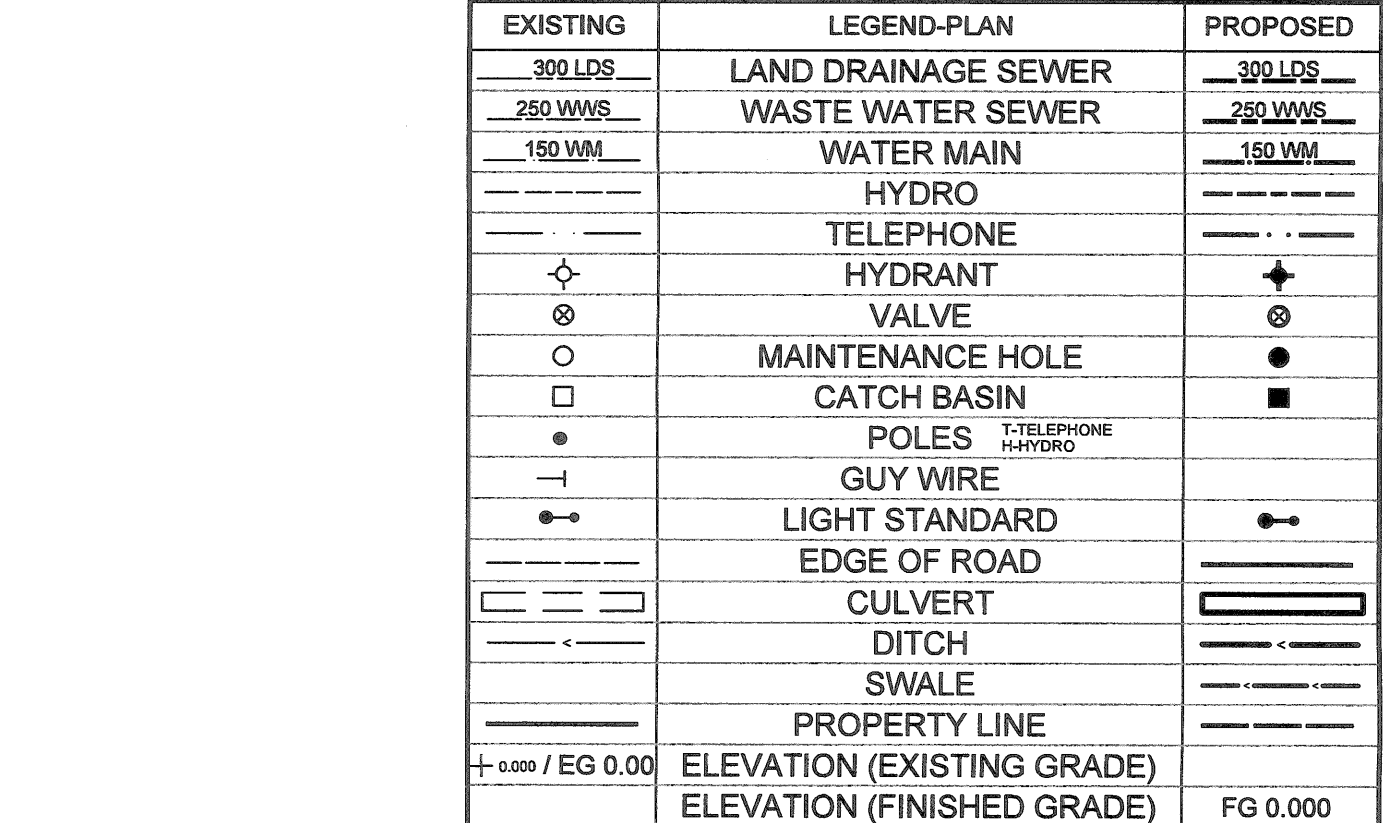 EXISTING LEGEND-PLAN PROPOSED
300 LDS LAND DRAINAGE SEWER 300 LDS
250 WWS WASTE WATER SEWER 250 WWS
150 WM WATER MAIN 150 WM
HYDRO
TELEPHONE
HYDRANT
VALVE
MAINTENANCE HOLE
CATCH BASIN
POLES T-TELEPHONE
H-HYDRO
GUY WIRE
LIGHT STANDARD
EDGE OF ROAD
CULVERT
DITCH
SWALE
PROPERTY LINE
0.000 / EG 0.00 ELEVATION (EXISTING GRADE)
ELEVATION (FINISHED GRADE) FG 0.000